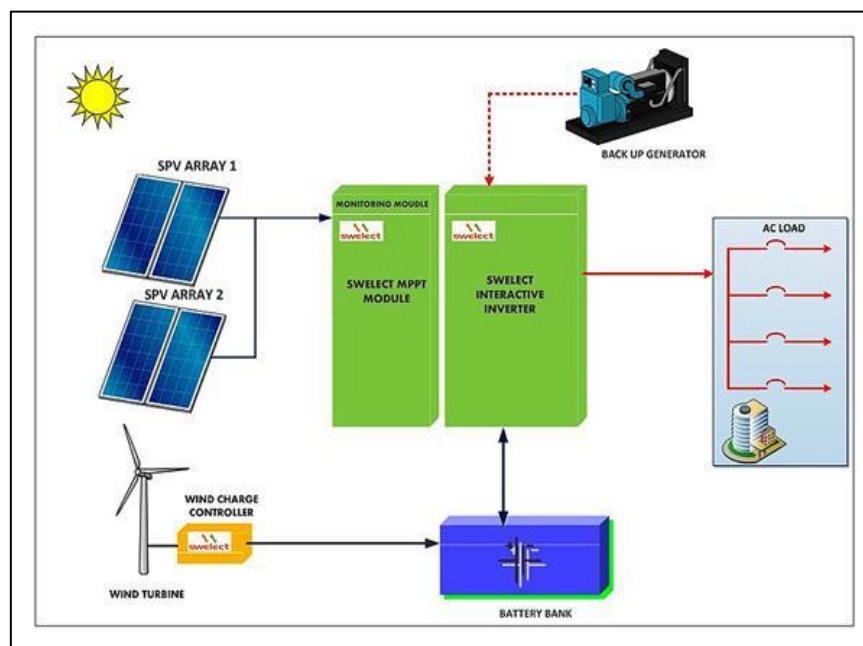 BACK UP GENERATOR
SPV ARRAY 1
MONITORING MOUDLE
swelect
swelect
SWELECT MPPT
MODULE
SWELECT
INTERACTIVE
INVERTER
AC LOAD
SPV ARRAY 2
WIND CHARGE
CONTROLLER
swelect
WIND TURBINE
BATTERY BANK